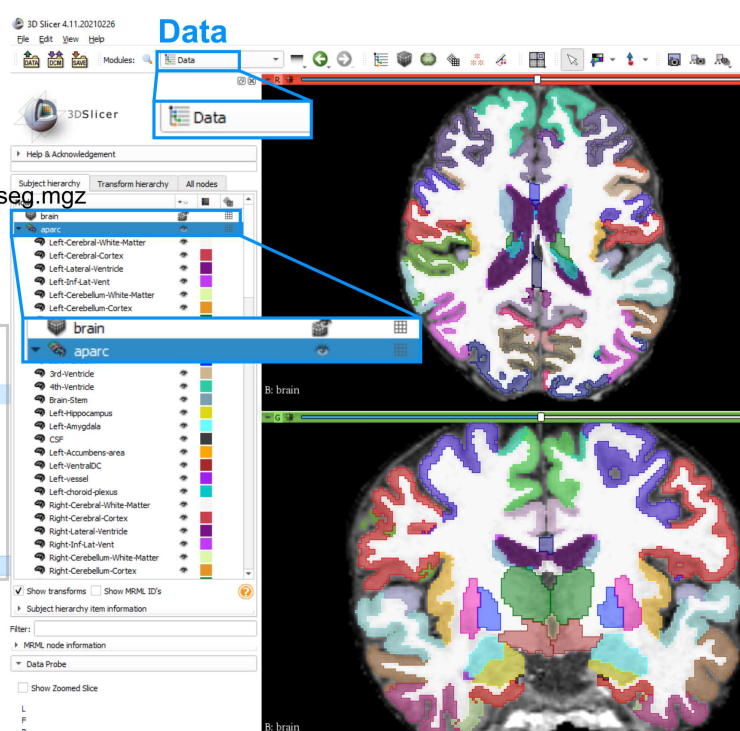 3D Slicer 4.11.20210226
Data
File Edit View Help
DATA DCM SAVE Modules: Data
R
Data
3DSlicer
Help & Acknowledgement
Subject hierarchy Transform hierarchy All nodes
seg.mgz
brain
aparc
Left-Cerebral-White-Matter
Left-Cerebral-Cortex
Left-Lateral-Ventricle
Left-Inf-Lat-Vent
Left-Cerebellum-White-Matter
Left-Cerebellum-Cortex
brain
aparc
3rd-Ventricle
4th-Ventricle
Brain-Stem
B: brain
Left-Hippocampus
Left-Amygdala
G
CSF
Left-Accumbens-area
Left-VentralDC
Left-vessel
Left-choroid-plexus
Right-Cerebral-White-Matter
Right-Cerebral-Cortex
Right-Lateral-Ventricle
Right-Inf-Lat-Vent
Right-Cerebellum-White-Matter
Right-Cerebellum-Cortex
Show transforms Show MRML ID's
Subject hierarchy item information
Filter:
MRML node information
Data Probe
Show Zoomed Slice
L
F
B: brain